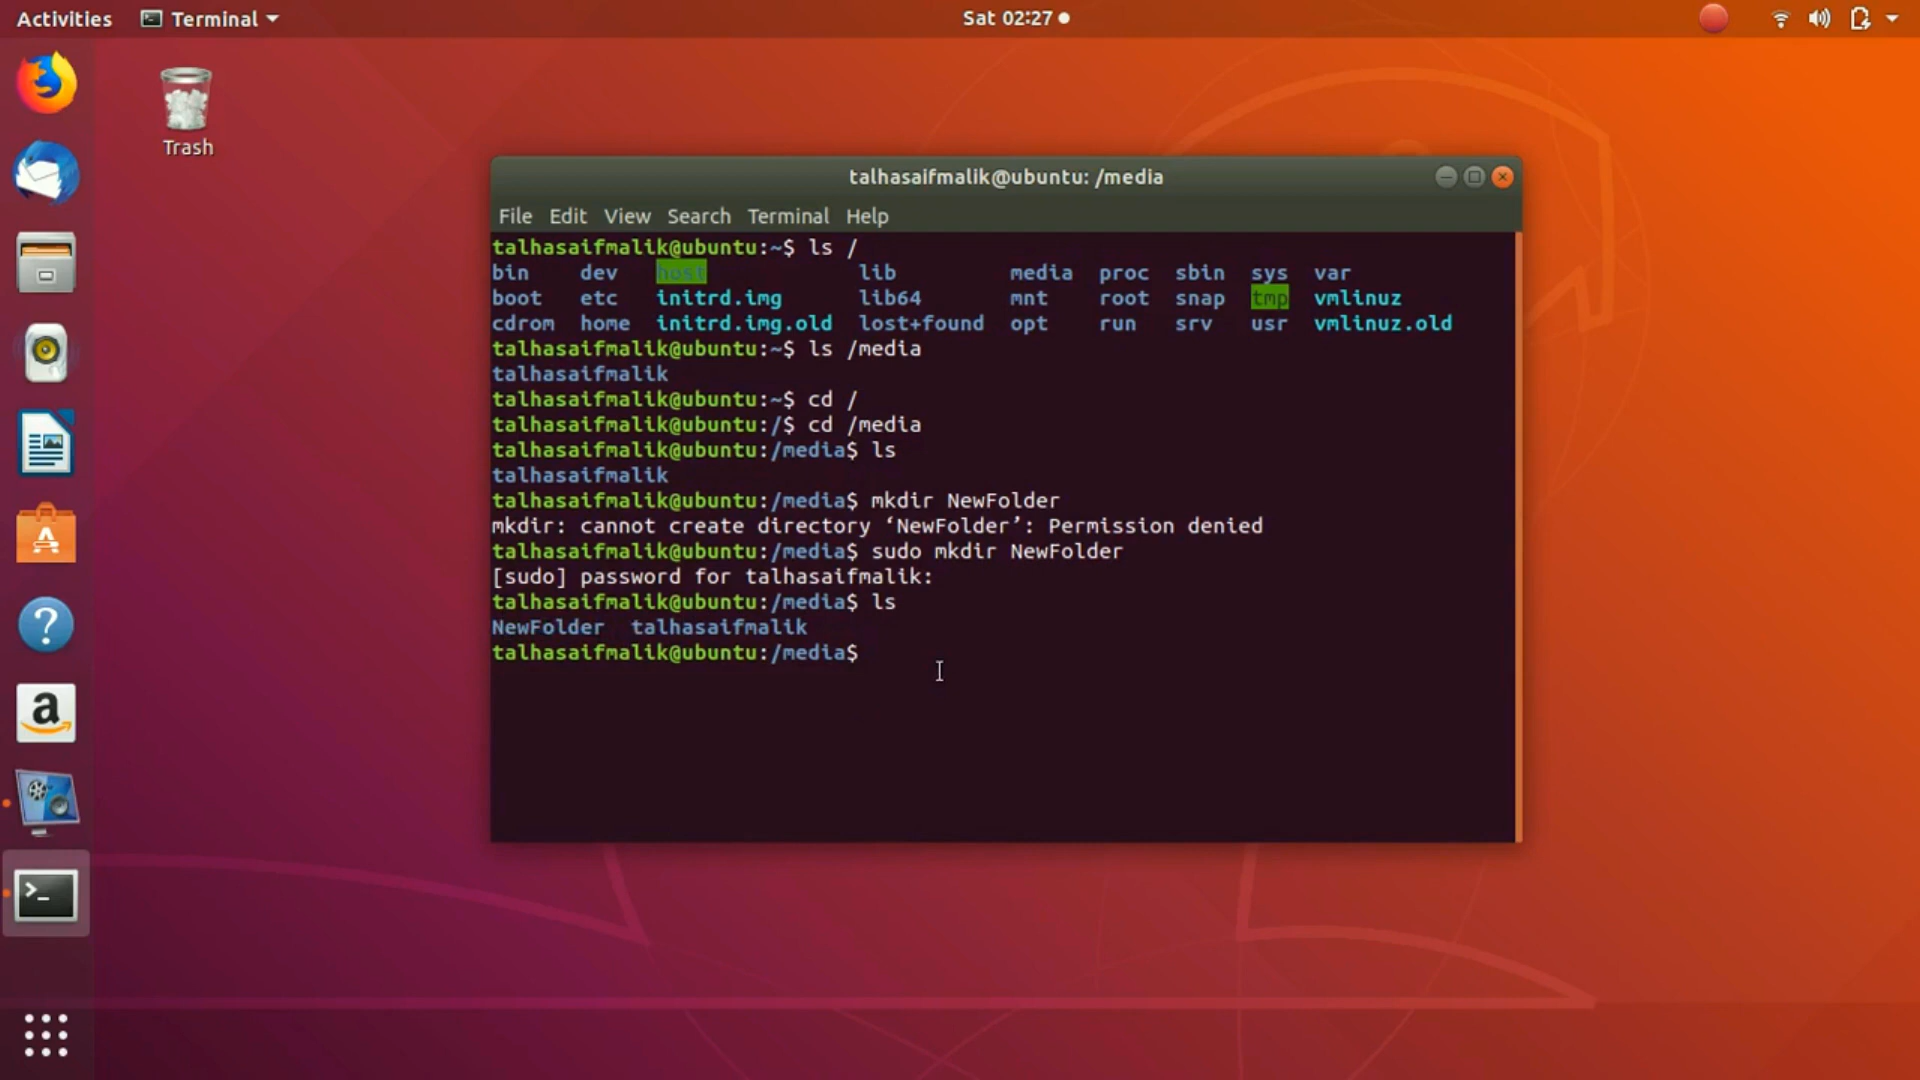 Activities Terminal Sat 02:27
Trash
talhasaifmalik@ubuntu: /media
File Edit View Search Terminal Help
talhasaifmalik@ubuntu:~$ ls /
bin dev host lib media proc sbin sys var
boot etc initrd.img lib64 mnt root snap tmp vmlinuz
cdrom home initrd.img.old lost+found opt run srv usr vmlinuz.old
talhasaifmalik@ubuntu:~$ ls /media
talhasaifmalik
talhasaifmalik@ubuntu:~$ cd /
talhasaifmalik@ubuntu:/$ cd /media
talhasaifmalik@ubuntu:/media$ ls
talhasaifmalik
talhasaifmalik@ubuntu:/media$ mkdir NewFolder
mkdir: cannot create directory ‘NewFolder’: Permission denied
talhasaifmalik@ubuntu:/media$ sudo mkdir NewFolder
[sudo] password for talhasaifmalik:
talhasaifmalik@ubuntu:/media$ ls
NewFolder talhasaifmalik
talhasaifmalik@ubuntu:/media$